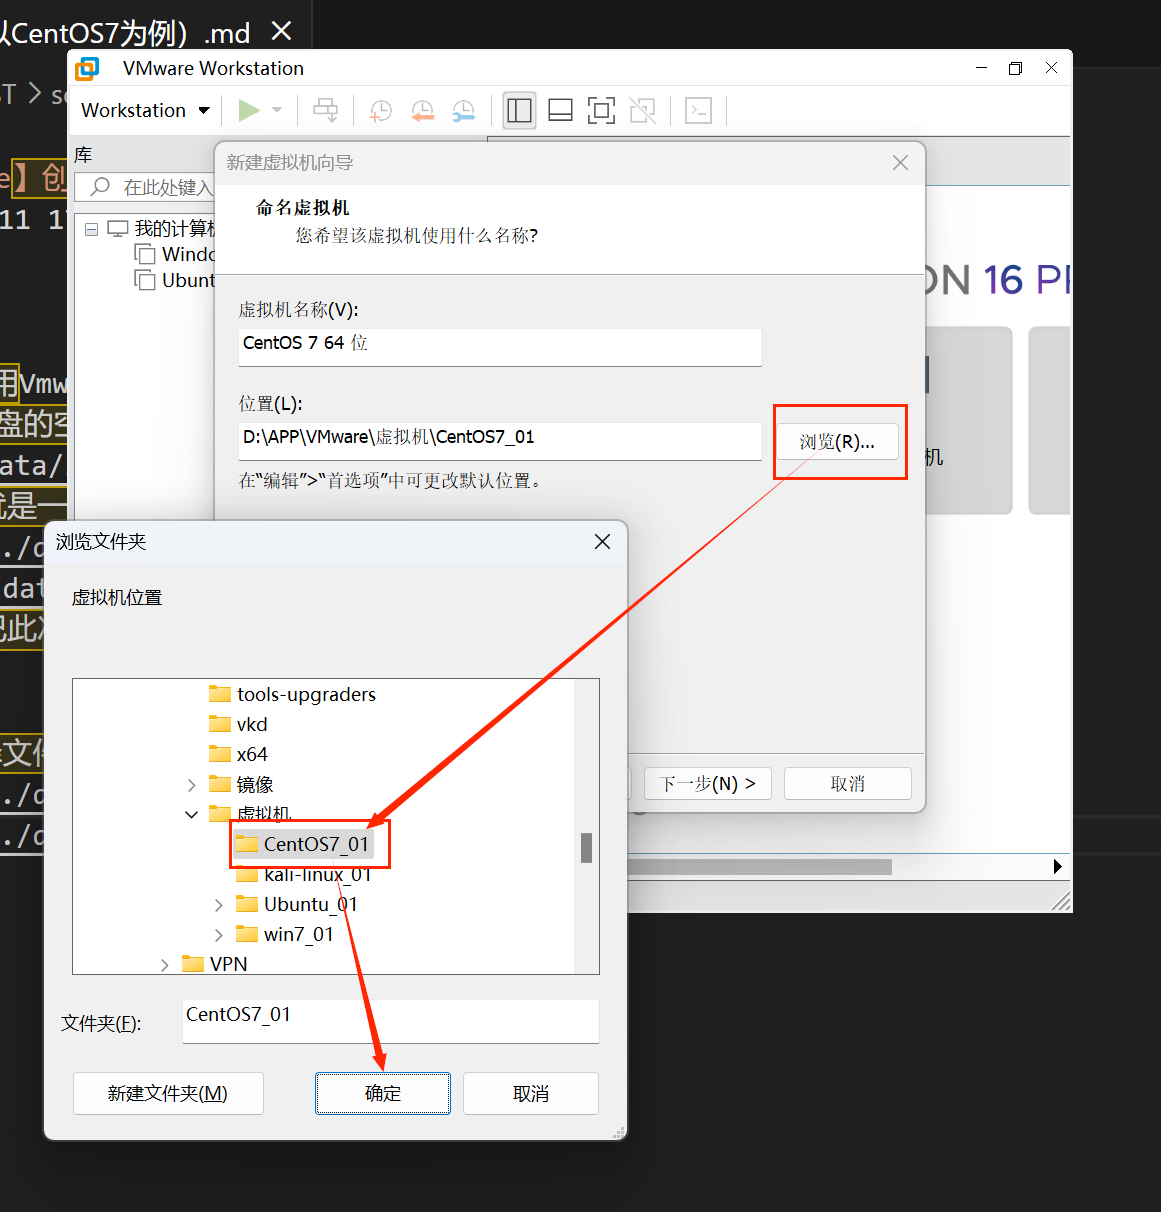 以CentOS7为例）.md
VMware Workstation
Workstation
库
在此处键入
我的计算机
Windo
Ubunt
新建虚拟机向导
命名虚拟机
您希望该虚拟机使用什么名称?
虚拟机名称(V):
CentOS 7 64 位
位置(L):
D:\APP\VMware\虚拟机\CentOS7_01
浏览(R)...
在“编辑”>“首选项”中可更改默认位置。
下一步(N) >
取消
ON 16 P
机
e】创
11 1
用Vmw
盘的空
ata/
就是一
./d
dat
把此
文件
./d
./d
浏览文件夹
虚拟机位置
tools-upgraders
vkd
x64
镜像
虚拟机
CentOS7_01
kali-linux_01
Ubuntu_01
win7_01
VPN
文件夹(F):
CentOS7_01
新建文件夹(M)
确定
取消